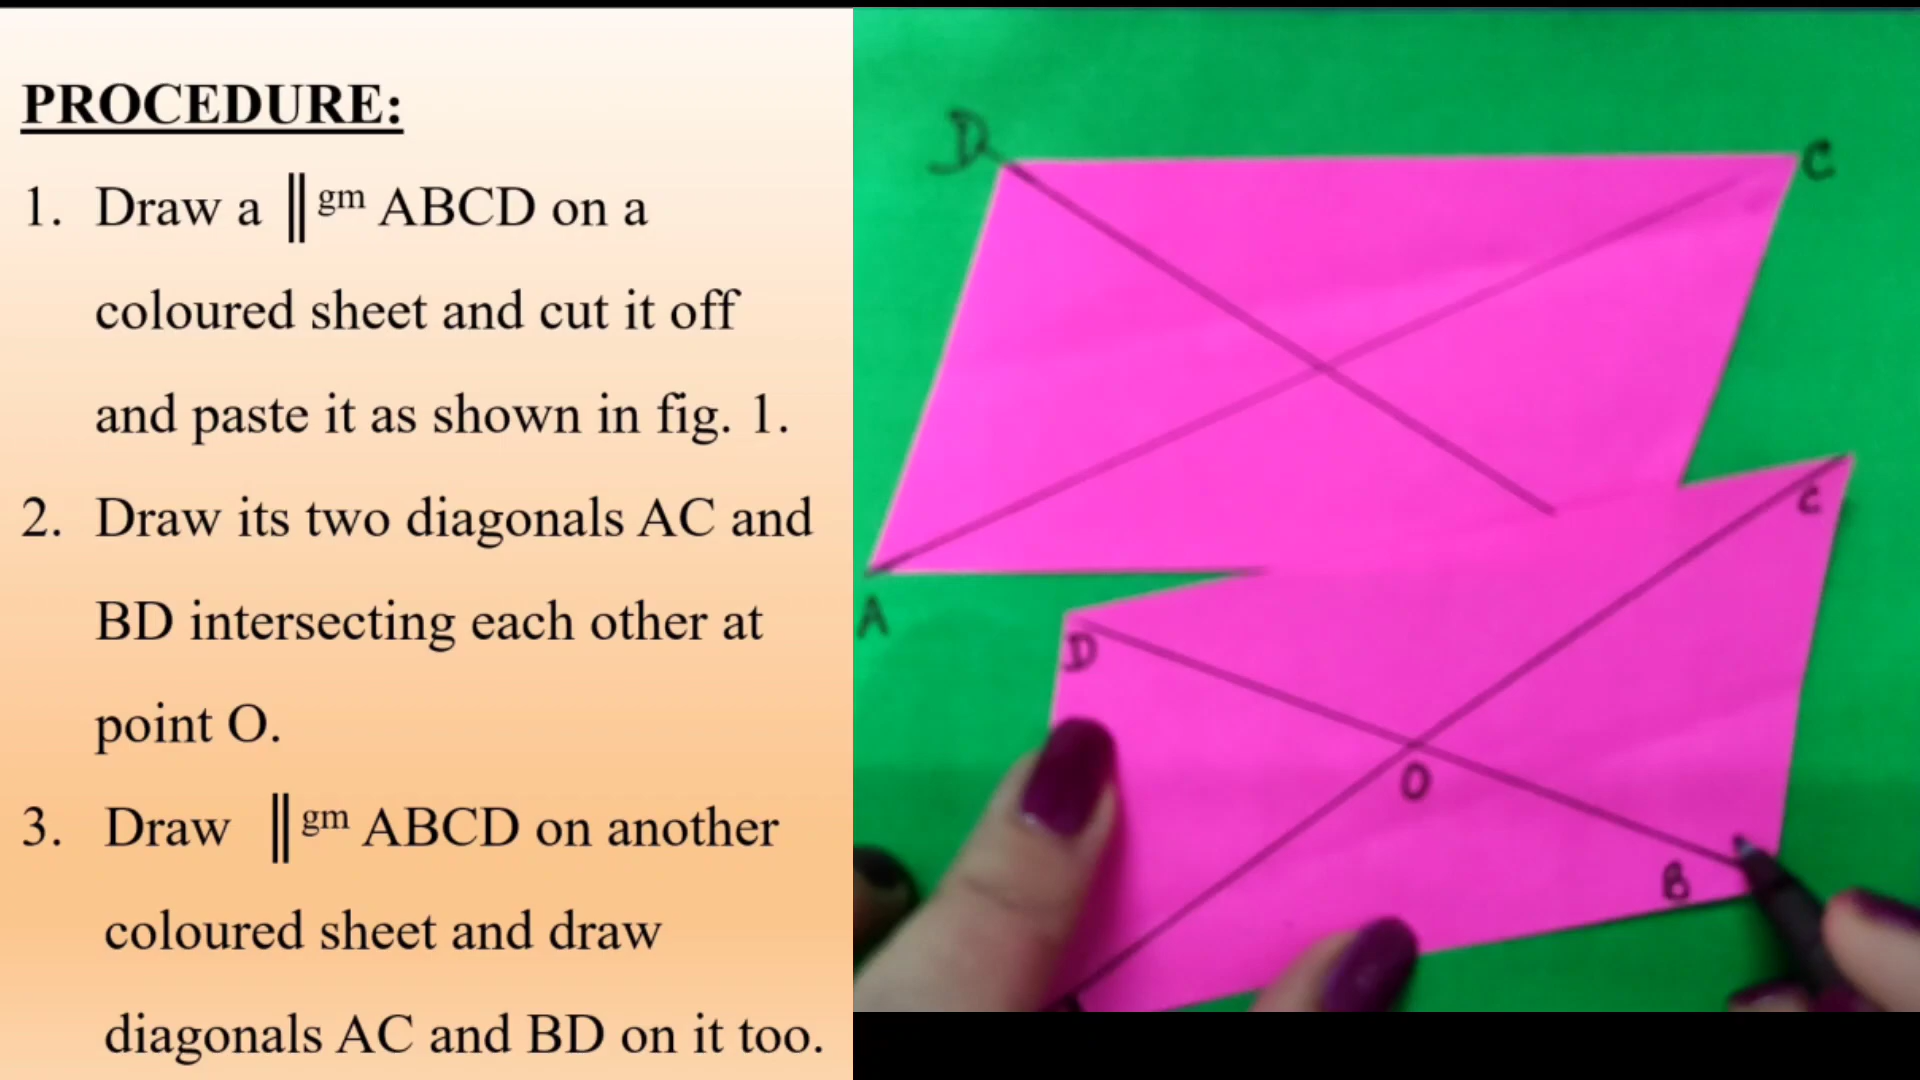 PROCEDURE:
1. Draw a ||gm ABCD on a
coloured sheet and cut it off
and paste it as shown in fig. 1.
2. Draw its two diagonals AC and
BD intersecting each other at
point O.
3. Draw ||gm ABCD on another
coloured sheet and draw
diagonals AC and BD on it too.
D
C
A
C
D
O
B